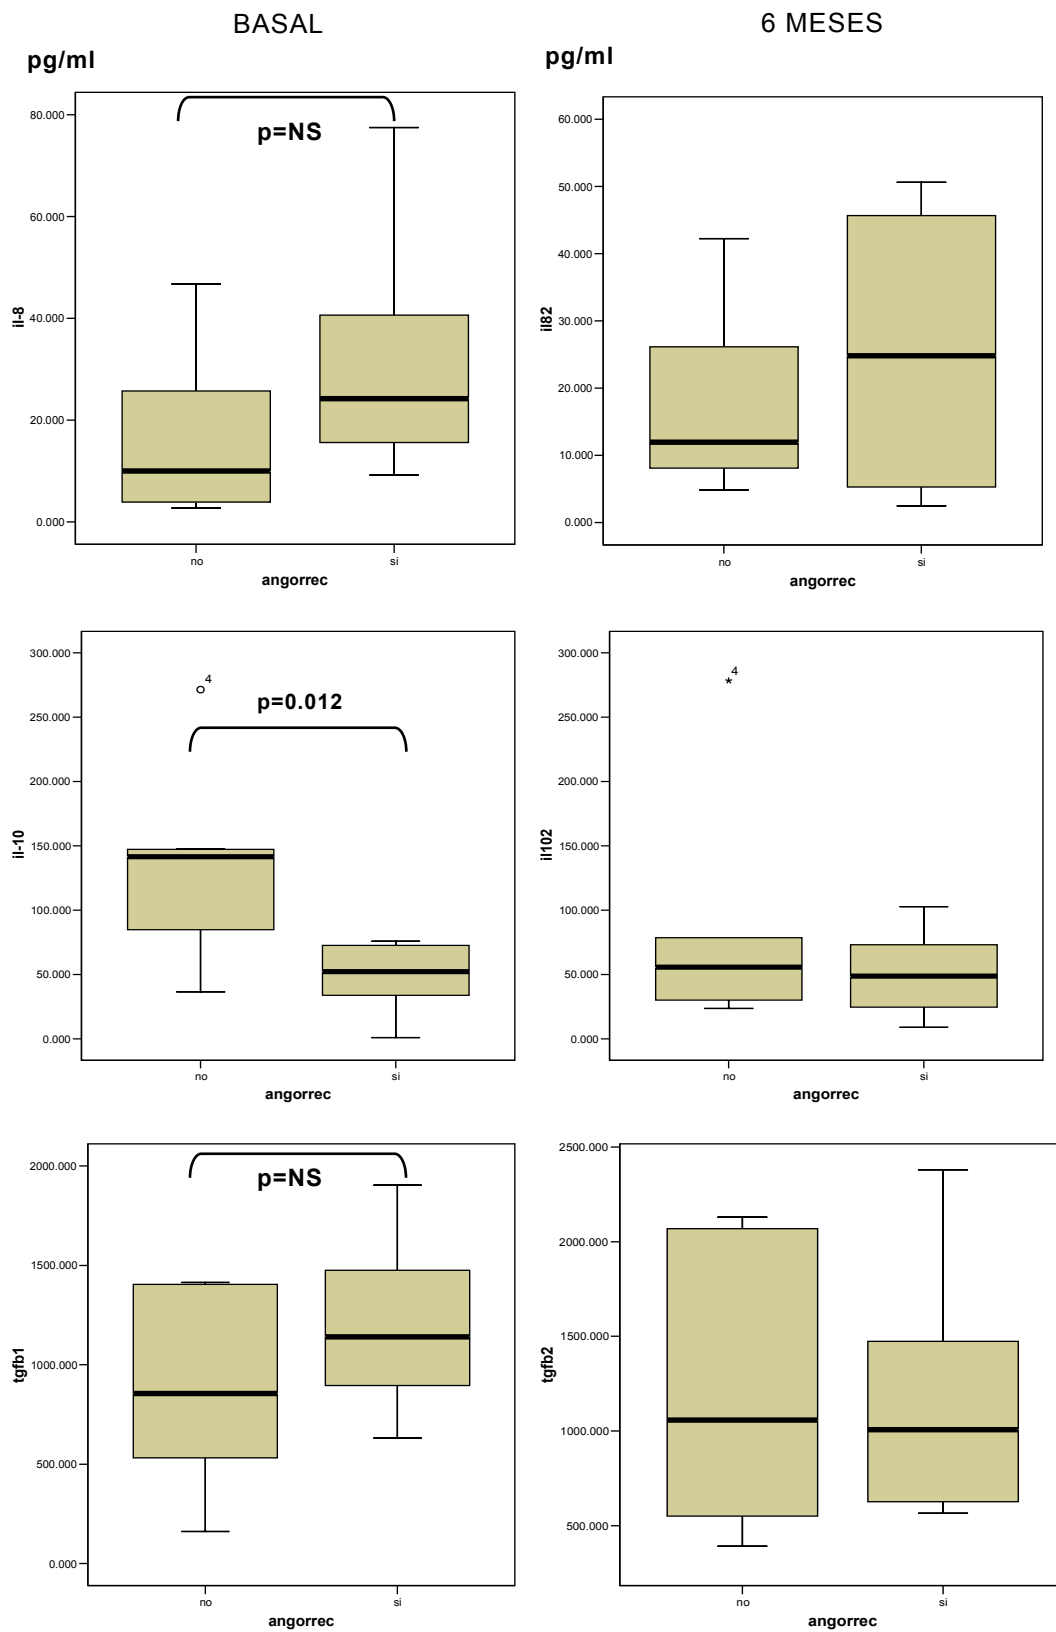 BASAL
6 MESES
pg/ml
pg/ml
80.000
60.000
40.000
20.000
0.000
il-8
p=NS
no
si
angorrec
60.000
50.000
40.000
30.000
20.000
10.000
0.000
il82
no
si
angorrec
300.000
250.000
200.000
150.000
100.000
50.000
0.000
il-10
4
p=0.012
no
si
angorrec
300.000
250.000
200.000
150.000
100.000
50.000
0.000
il102
4
no
si
angorrec
2000.000
1500.000
1000.000
500.000
0.000
tgfb1
p=NS
no
si
angorrec
2500.000
2000.000
1500.000
1000.000
500.000
tgfb2
no
si
angorrec